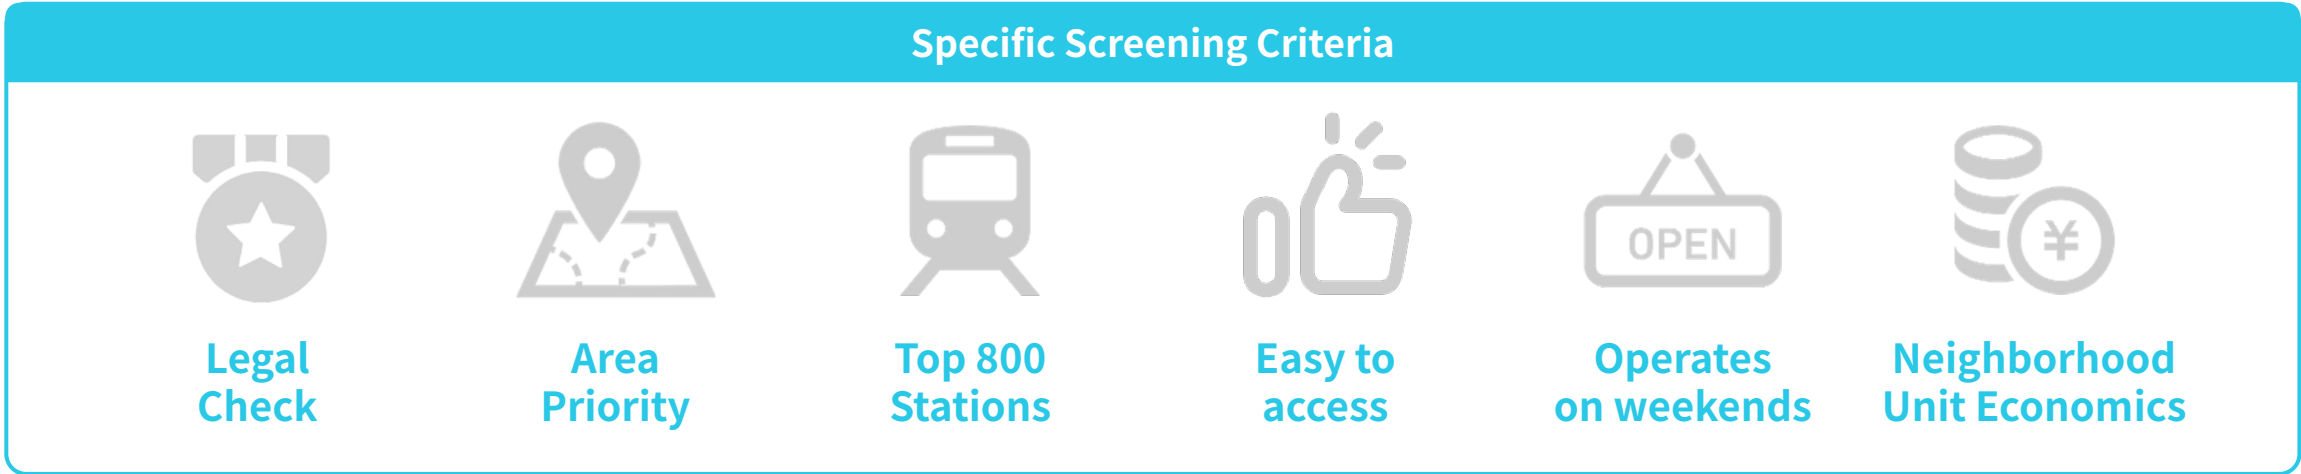 Specific Screening Criteria
OPEN
¥
Legal
Check
Area
Priority
Top 800
Stations
Easy to
access
Operates
on weekends
Neighborhood
Unit Economics